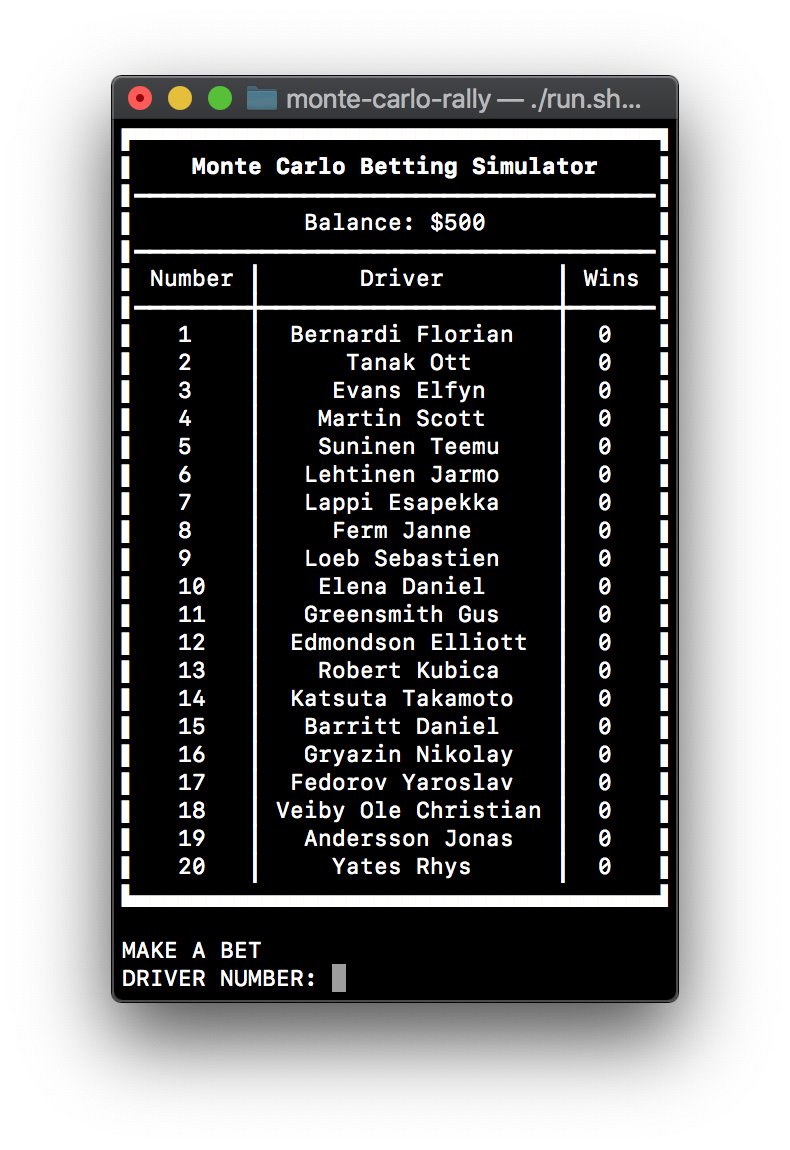 monte-carlo-rally — ./run.sh...
Monte Carlo Betting Simulator
Balance: $500
Number Driver Wins
1 Bernardi Florian 0
2 Tanak Ott 0
3 Evans Elfyn 0
4 Martin Scott 0
5 Suninen Teemu 0
6 Lehtinen Jarmo 0
7 Lappi Esapekka 0
8 Ferm Janne 0
9 Loeb Sebastien 0
10 Elena Daniel 0
11 Greensmith Gus 0
12 Edmondson Elliott 0
13 Robert Kubica 0
14 Katsuta Takamoto 0
15 Barritt Daniel 0
16 Gryazin Nikolay 0
17 Fedorov Yaroslav 0
18 Veiby Ole Christian 0
19 Andersson Jonas 0
20 Yates Rhys 0
MAKE A BET
DRIVER NUMBER: